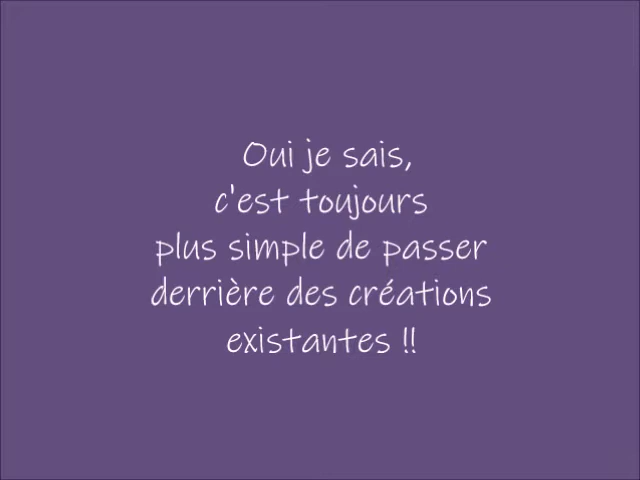 Oui je sais,
c'est toujours
plus simple de passer
derrière des créations
existantes !!